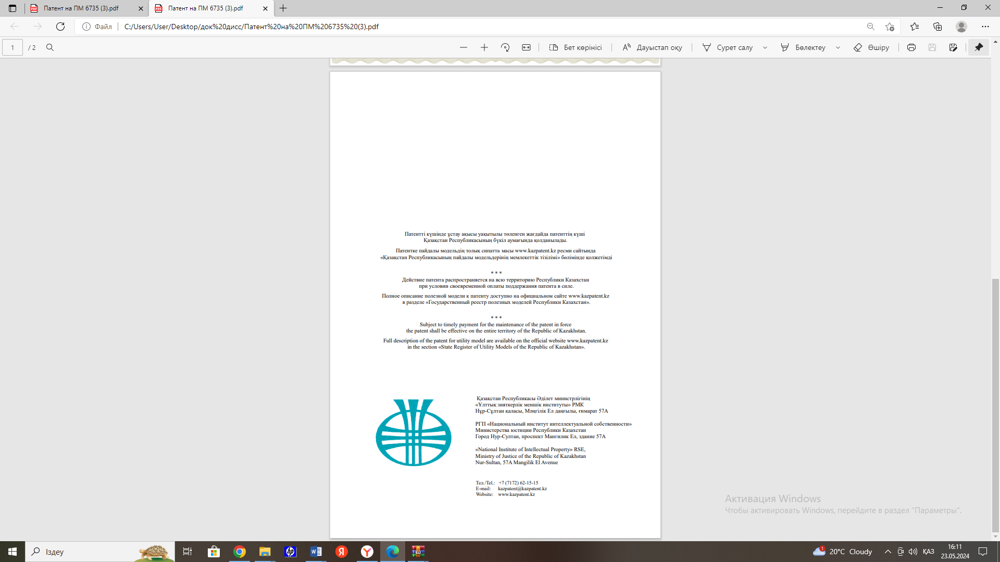 Патент на ПМ 6735 (3).pdf
Патент на ПМ 6735 (3).pdf
Файл
C:/Users/User/Desktop/док%20дисс/Патент%20на%20ПМ%206735%20(3).pdf
1 / 2
Бет көрінісі
Дауыстап оқу
Сурет салу
Бөлектеу
Өшіру
Патентті күшінде ұстау ақысы уақытылы төленген жағдайда патенттің күші
Қазақстан Республикасының бүкіл аумағында қолданылады.
Патентке пайдалы модельдің толық сипатта масы www.kazpatent.kz ресми сайтында
«Қазақстан Республикасының пайдалы модельдерінің мемлекеттік тізілімі» бөлімінде қолжетімді
* * *
Действие патента распространяется на всю территорию Республики Казахстан
при условии своевременной оплаты поддержания патента в силе.
Полное описание полезной модели к патенту доступно на официальном сайте www.kazpatent.kz
в разделе «Государственный реестр полезных моделей Республики Казахстан».
* * *
Subject to timely payment for the maintenance of the patent in force
the patent shall be effective on the entire territory of the Republic of Kazakhstan.
Full description of the patent for utility model are available on the official website www.kazpatent.kz
in the section «State Register of Utility Models of the Republic of Kazakhstan».
Қазақстан Республикасы Әділет министрлігінің
«Ұлттық зияткерлік меншік институты» РМК
Нұр-Сұлтан қаласы, Мәңгілік Ел даңғылы, ғимарат 57А
РГП «Национальный институт интеллектуальной собственности»
Министерства юстиции Республики Казахстан
Город Нур-Султан, проспект Мангилик Ел, здание 57А
«National Institute of Intellectual Property» RSE,
Ministry of Justice of the Republic of Kazakhstan
Nur-Sultan, 57A Mangilik El Avenue
Тел./Tel.: +7 (7172) 62-15-15
E-mail: kazpatent@kazpatent.kz
Website: www.kazpatent.kz
Активация Windows
Чтобы активировать Windows, перейдите в раздел "Параметры".
Іздеу
20°C Cloudy
ҚАЗ
16:11
23.05.2024